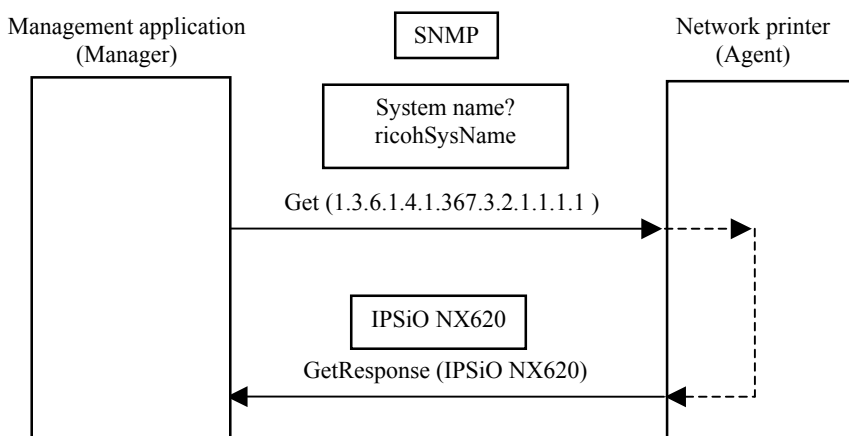 Management application
(Manager)
SNMP
Network printer
(Agent)
System name?
ricohSysName
Get (1.3.6.1.4.1.367.3.2.1.1.1.1 )
IPSiO NX620
GetResponse (IPSiO NX620)